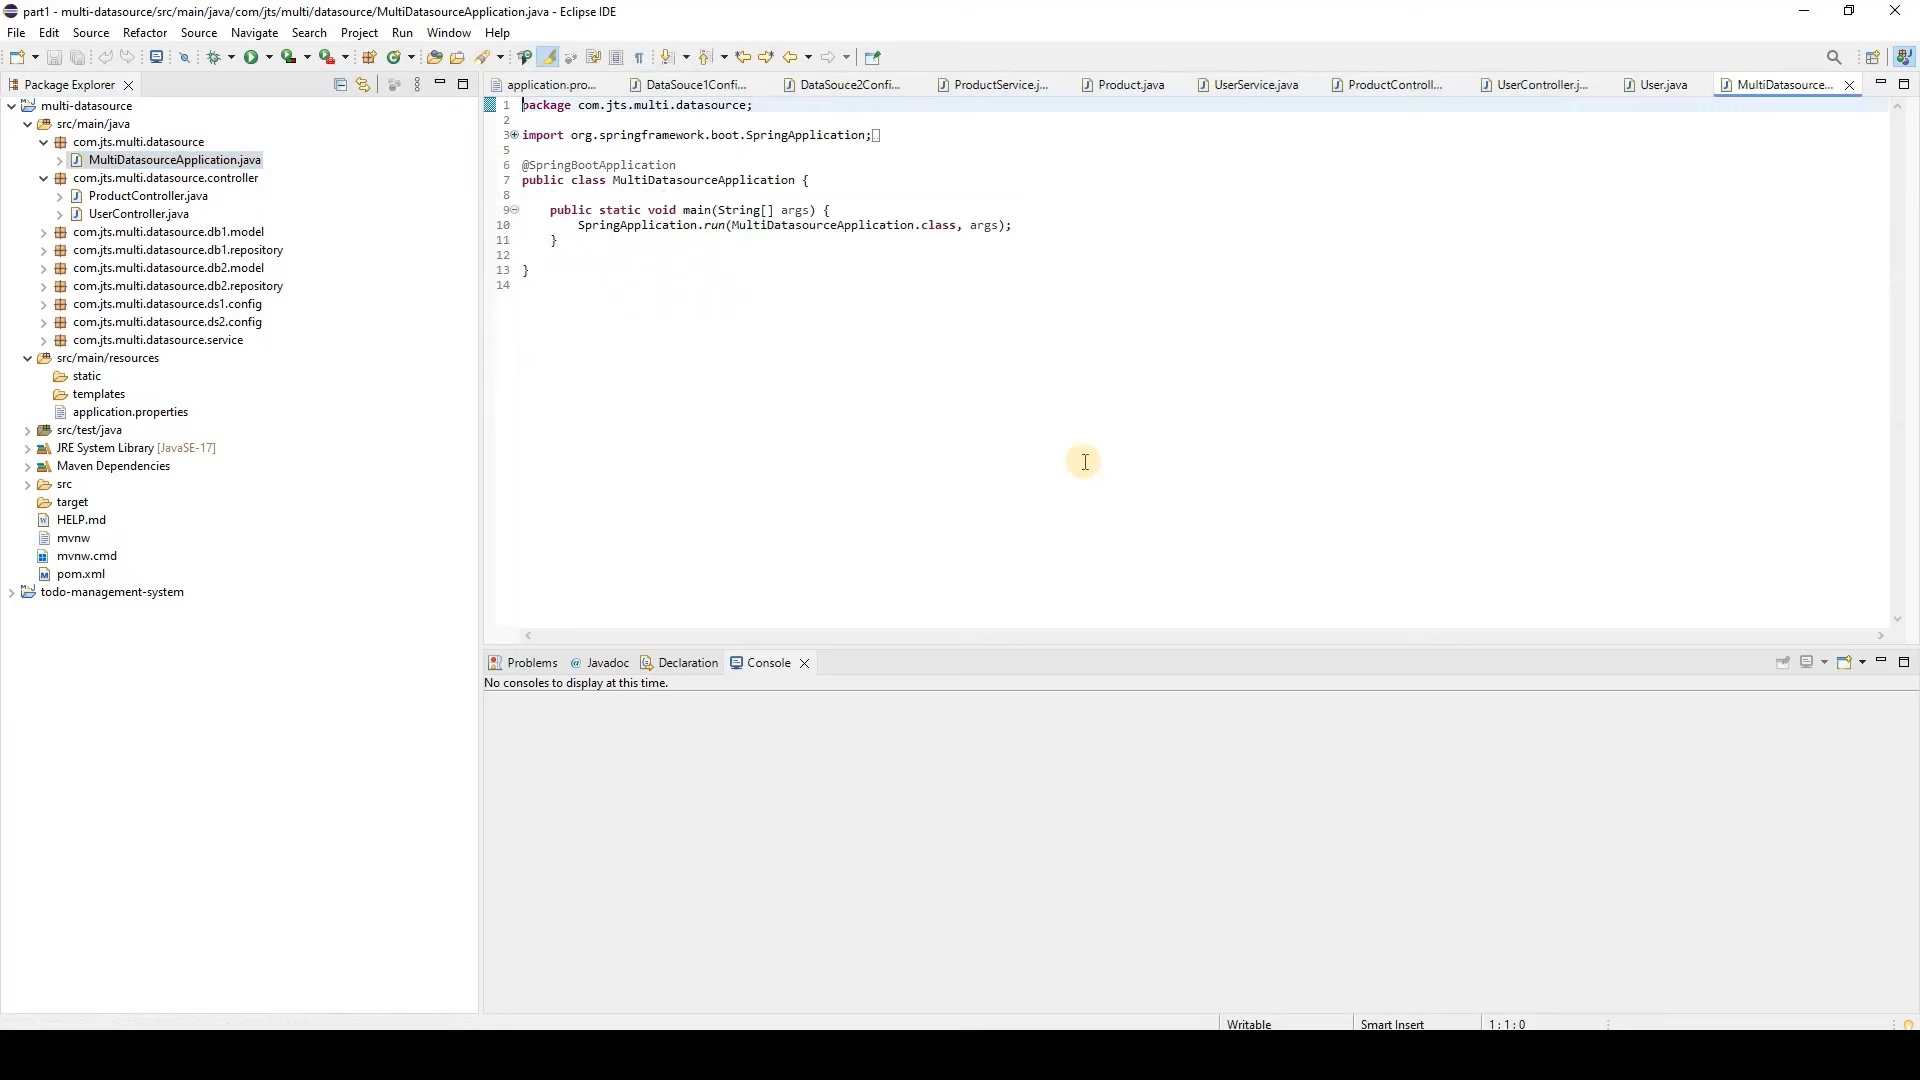 part1 - multi-datasource/src/main/java/com/jts/multi/datasource/MultiDatasourceApplication.java - Eclipse IDE
File Edit Source Refactor Source Navigate Search Project Run Window Help
Package Explorer
multi-datasource
src/main/java
com.jts.multi.datasource
MultiDatasourceApplication.java
com.jts.multi.datasource.controller
ProductController.java
UserController.java
com.jts.multi.datasource.db1.model
com.jts.multi.datasource.db1.repository
com.jts.multi.datasource.db2.model
com.jts.multi.datasource.db2.repository
com.jts.multi.datasource.ds1.config
com.jts.multi.datasource.ds2.config
com.jts.multi.datasource.service
src/main/resources
static
templates
application.properties
src/test/java
JRE System Library [JavaSE-17]
Maven Dependencies
src
target
HELP.md
mvnw
mvnw.cmd
pom.xml
todo-management-system
application.pro... DataSouce1Confi... DataSouce2Confi... ProductService.j... Product.java UserService.java ProductControll... UserController.j... User.java MultiDatasource...
1 package com.jts.multi.datasource;
2
3 import org.springframework.boot.SpringApplication;
5
6 @SpringBootApplication
7 public class MultiDatasourceApplication {
8
9 public static void main(String[] args) {
10 SpringApplication.run(MultiDatasourceApplication.class, args);
11 }
12
13 }
14
Problems Javadoc Declaration Console
No consoles to display at this time.
Writable Smart Insert 1 : 1 : 0